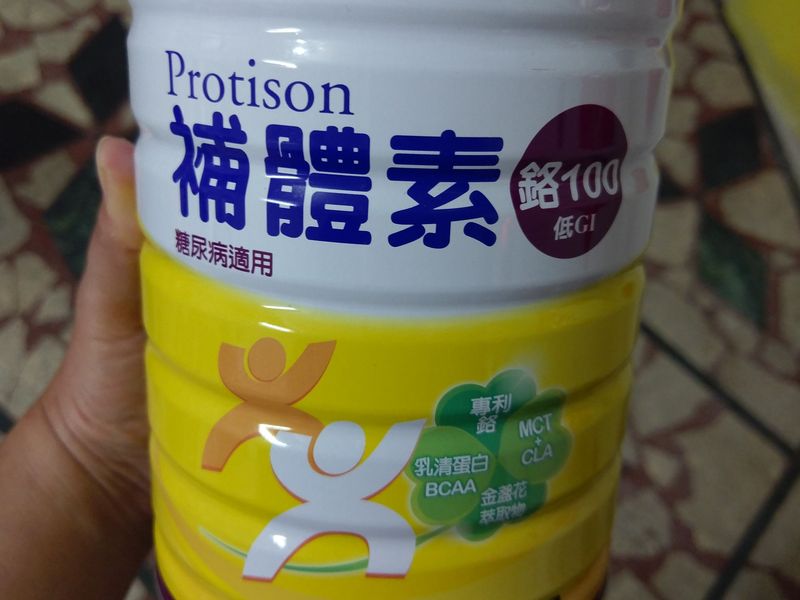 Protison
補體素
鉻100
低GI
糖尿病適用
專利
鉻
MCT
+
CLA
乳清蛋白
BCAA
金盞花
萃取物